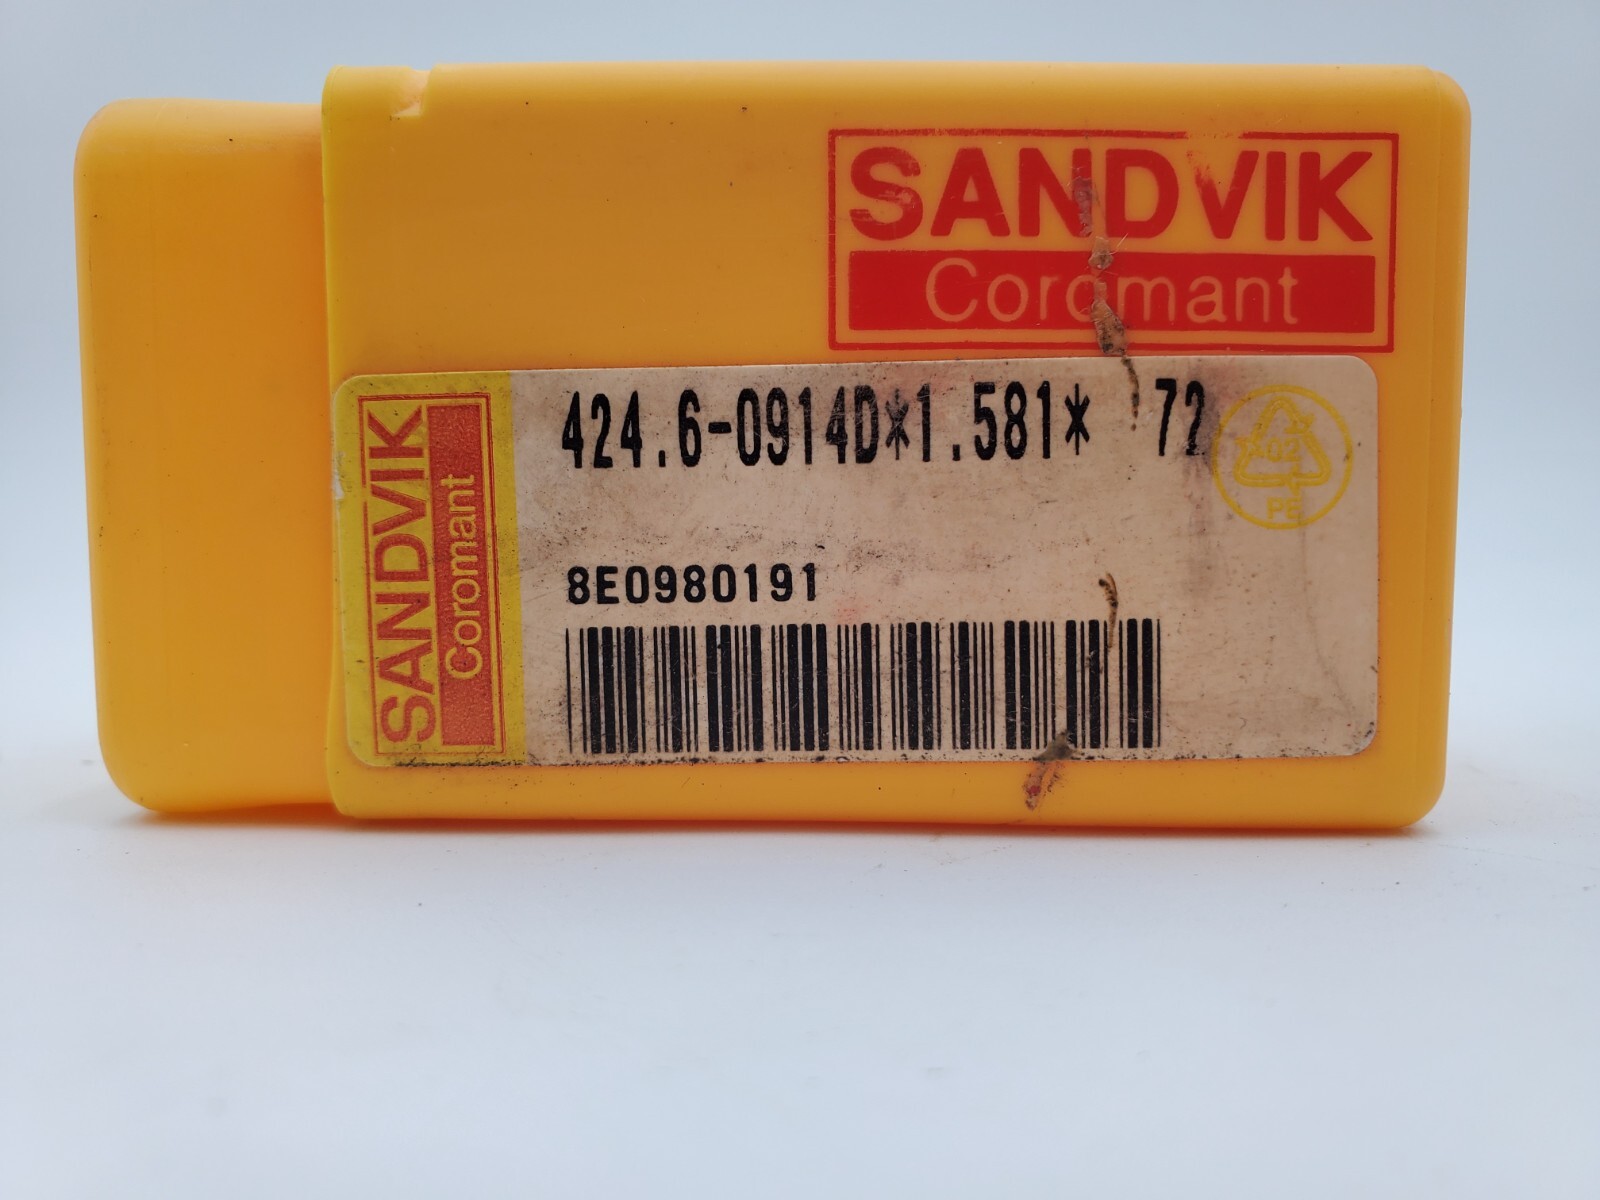 SANDVIK
Coromant
SANDVIK
Coromant
424.6-0914D*1.581* 72
02
PE
8E0980191